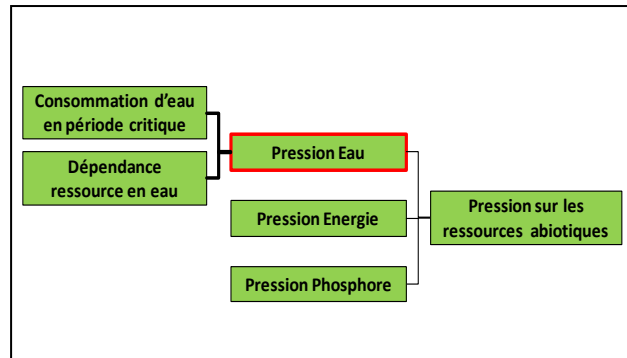 Consommation d'eau
en période critique
Dépendance
ressource en eau
Pression Eau
Pression Energie
Pression Phosphore
Pression sur les
ressources abiotiques